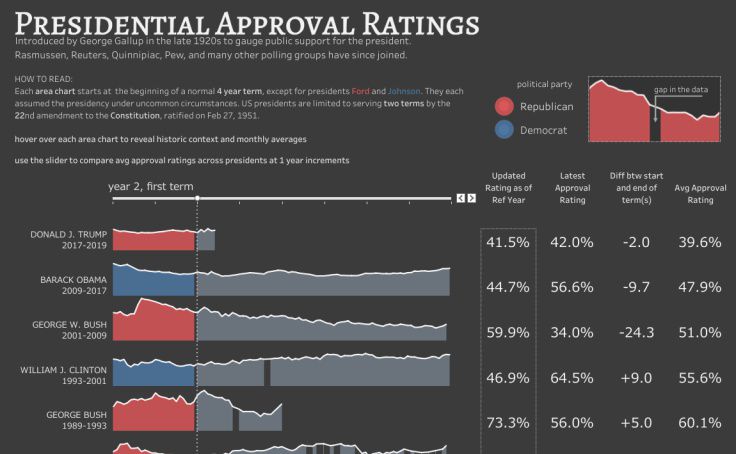 PRESIDENTIAL APPROVAL RATINGS
Introduced by George Gallup in the late 1920s to gauge public support for the president.
Rasmussen, Reuters, Quinnipiac, Pew, and many other polling groups have since joined.
HOW TO READ:
Each area chart starts at the beginning of a normal 4 year term, except for presidents Ford and Johnson. They each
assumed the presidency under uncommon circumstances. US presidents are limited to serving two terms by the
22nd amendment to the Constitution, ratified on Feb 27, 1951.
hover over each area chart to reveal historic context and monthly averages
use the slider to compare avg approval ratings across presidents at 1 year increments
political party
Republican
Democrat
gap in the data
year 2, first term
Updated
Rating as of
Ref Year
Latest
Approval
Rating
Diff btw start
and end of
term(s)
Avg Approval
Rating
DONALD J. TRUMP
2017-2019
41.5% 42.0% -2.0 39.6%
BARACK OBAMA
2009-2017
44.7% 56.6% -9.7 47.9%
GEORGE W. BUSH
2001-2009
59.9% 34.0% -24.3 51.0%
WILLIAM J. CLINTON
1993-2001
46.9% 64.5% +9.0 55.6%
GEORGE BUSH
1989-1993
73.3% 56.0% +5.0 60.1%